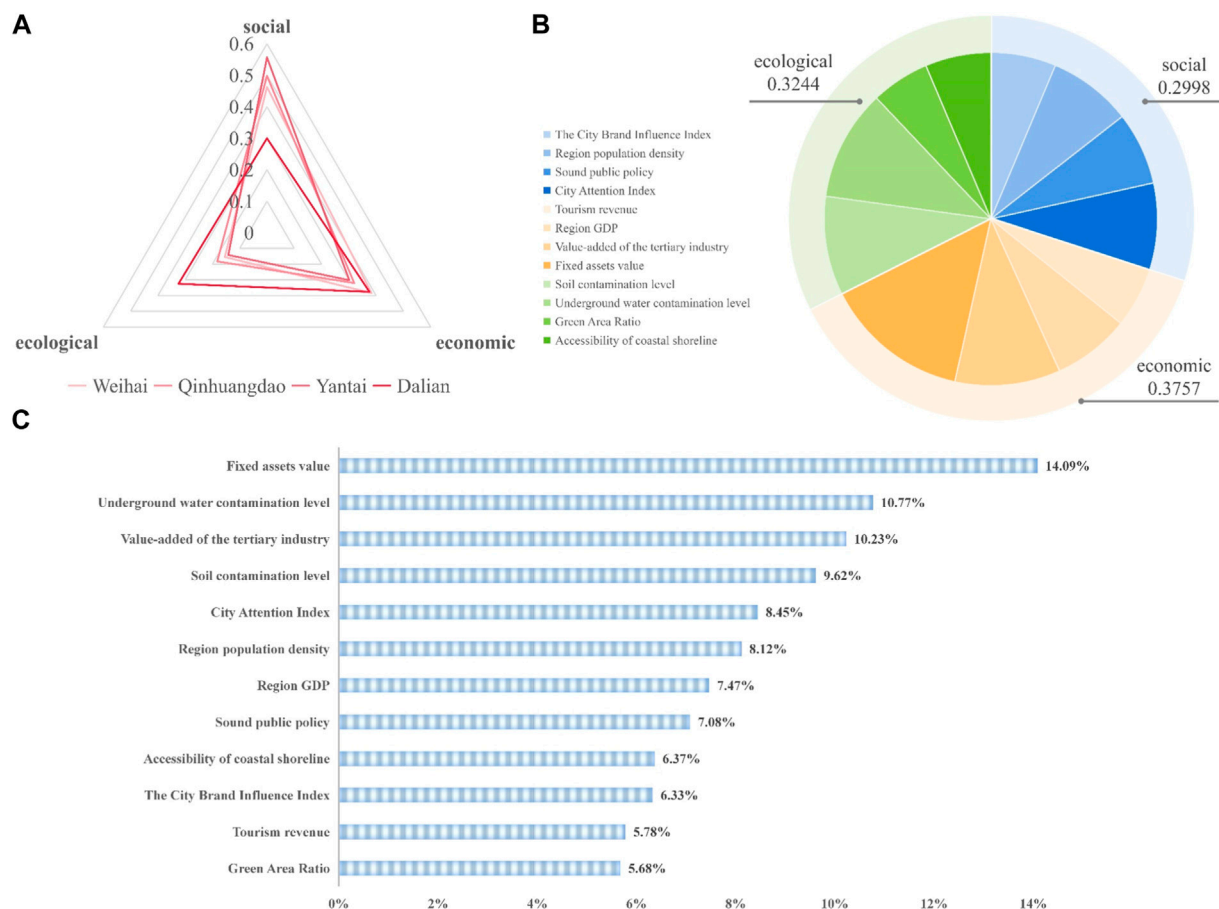 A
social
0.6
0.5
0.4
0.3
0.2
0.1
0
ecological
economic
Weihai Qinhuangdao Yantai Dalian
B
ecological
0.3244
social
0.2998
economic
0.3757
The City Brand Influence Index
Region population density
Sound public policy
City Attention Index
Tourism revenue
Region GDP
Value-added of the tertiary industry
Fixed assets value
Soil contamination level
Underground water contamination level
Green Area Ratio
Accessibility of coastal shoreline
C
Fixed assets value 14.09%
Underground water contamination level 10.77%
Value-added of the tertiary industry 10.23%
Soil contamination level 9.62%
City Attention Index 8.45%
Region population density 8.12%
Region GDP 7.47%
Sound public policy 7.08%
Accessibility of coastal shoreline 6.37%
The City Brand Influence Index 6.33%
Tourism revenue 5.78%
Green Area Ratio 5.68%
0% 2% 4% 6% 8% 10% 12% 14%